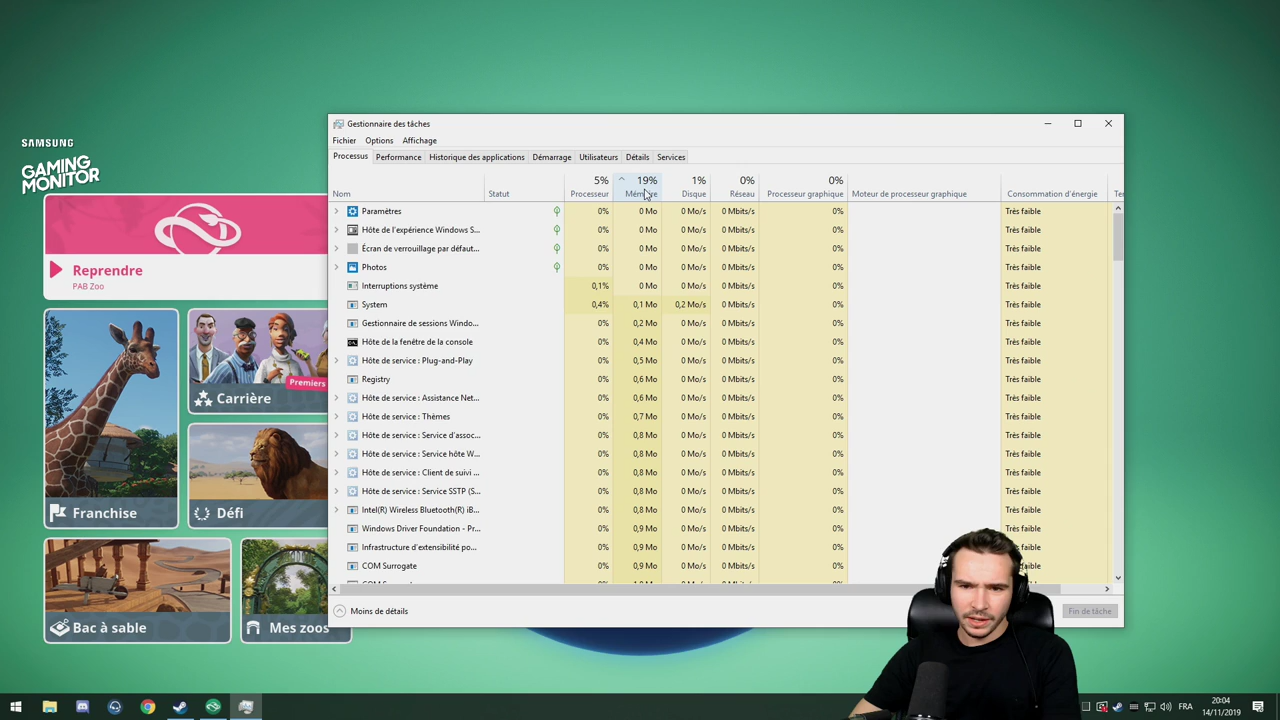 SAMSUNG
GAMING
MONITOR
Reprendre
PAB Zoo
Carrière
Premiers
Franchise
Défi
Bac à sable
Mes zoos
Gestionnaire des tâches
Fichier Options Affichage
Processus Performance Historique des applications Démarrage Utilisateurs Détails Services
5% 19% 1% 0% 0%
Nom Statut Processeur Mémoire Disque Réseau Processeur graphique Moteur de processeur graphique Consommation d'énergie Ter
Paramètres 0% 0 Mo 0 Mo/s 0 Mbits/s 0% Très faible
Hôte de l'expérience Windows S... 0% 0 Mo 0 Mo/s 0 Mbits/s 0% Très faible
Écran de verrouillage par défaut... 0% 0 Mo 0 Mo/s 0 Mbits/s 0% Très faible
Photos 0% 0 Mo 0 Mo/s 0 Mbits/s 0% Très faible
Interruptions système 0,1% 0 Mo 0 Mo/s 0 Mbits/s 0% Très faible
System 0,4% 0,1 Mo 0,2 Mo/s 0 Mbits/s 0% Très faible
Gestionnaire de sessions Windo... 0% 0,2 Mo 0 Mo/s 0 Mbits/s 0% Très faible
Hôte de la fenêtre de la console 0% 0,4 Mo 0 Mo/s 0 Mbits/s 0% Très faible
Hôte de service : Plug-and-Play 0% 0,5 Mo 0 Mo/s 0 Mbits/s 0% Très faible
Registry 0% 0,6 Mo 0 Mo/s 0 Mbits/s 0% Très faible
Hôte de service : Assistance Net... 0% 0,6 Mo 0 Mo/s 0 Mbits/s 0% Très faible
Hôte de service : Thèmes 0% 0,7 Mo 0 Mo/s 0 Mbits/s 0% Très faible
Hôte de service : Service d'assoc... 0% 0,8 Mo 0 Mo/s 0 Mbits/s 0% Très faible
Hôte de service : Service hôte W... 0% 0,8 Mo 0 Mo/s 0 Mbits/s 0% Très faible
Hôte de service : Client de suivi ... 0% 0,8 Mo 0 Mo/s 0 Mbits/s 0% Très faible
Hôte de service : Service SSTP (S... 0% 0,8 Mo 0 Mo/s 0 Mbits/s 0% Très faible
Intel(R) Wireless Bluetooth(R) iB... 0% 0,8 Mo 0 Mo/s 0 Mbits/s 0% Très faible
Windows Driver Foundation - Pr... 0% 0,9 Mo 0 Mo/s 0 Mbits/s 0% Très faible
Infrastructure d'extensibilité po... 0% 0,9 Mo 0 Mo/s 0 Mbits/s 0% Très faible
COM Surrogate 0% 0,9 Mo 0 Mo/s 0 Mbits/s 0% faible
Moins de détails
Fin de tâche
FRA
20:04
14/11/2019